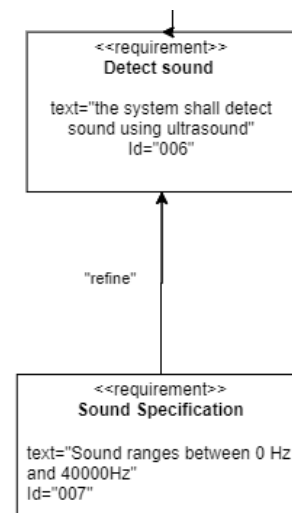 <<requirement>>
Detect sound
text="the system shall detect
sound using ultrasound"
Id="006"
"refine"
<<requirement>>
Sound Specification
text="Sound ranges between 0 Hz
and 40000Hz"
Id="007"